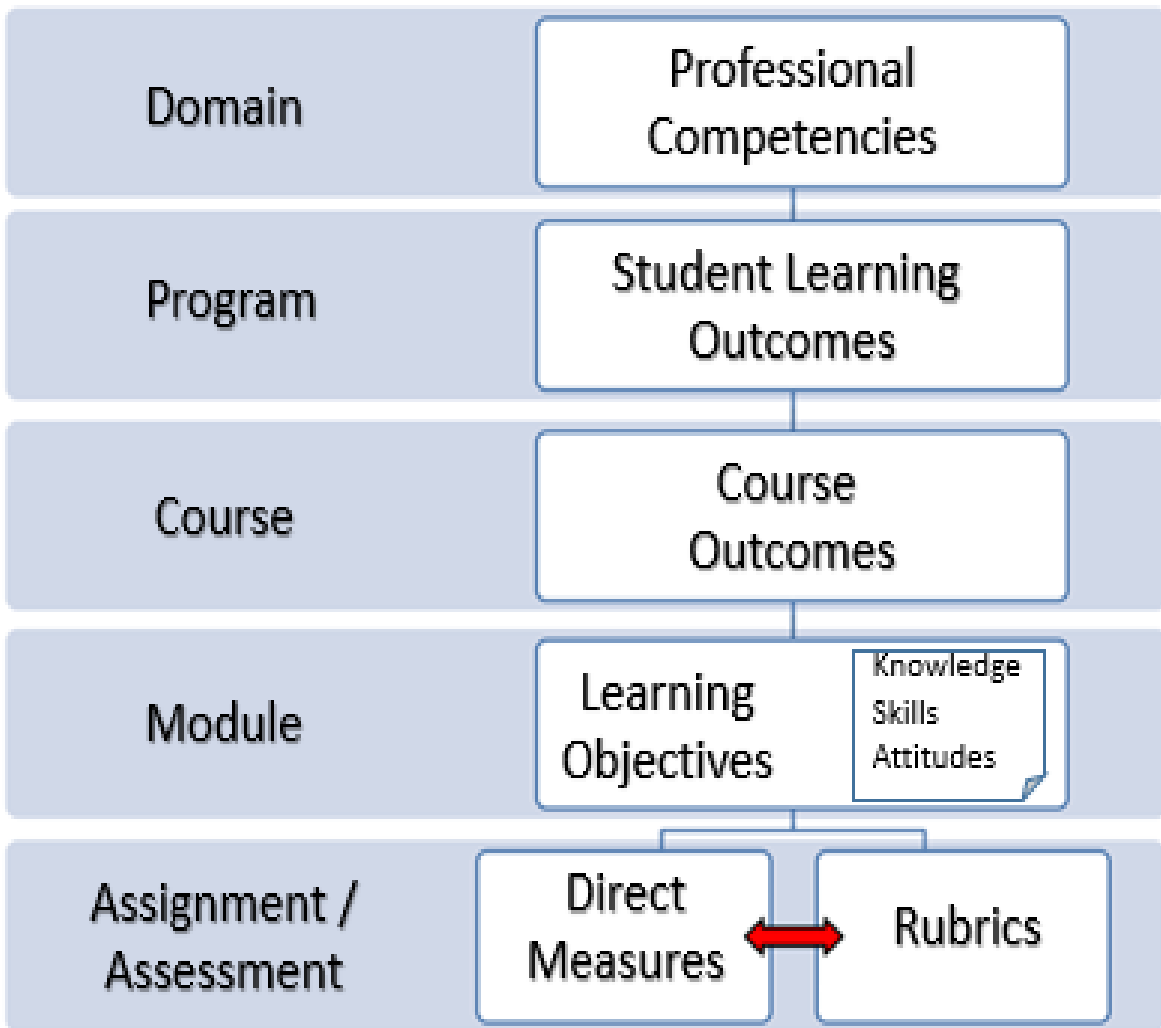 Domain
Professional
Competencies
Program
Student Learning
Outcomes
Course
Course
Outcomes
Module
Learning
Objectives
Knowledge
Skills
Attitudes
Assignment /
Assessment
Direct
Measures
Rubrics